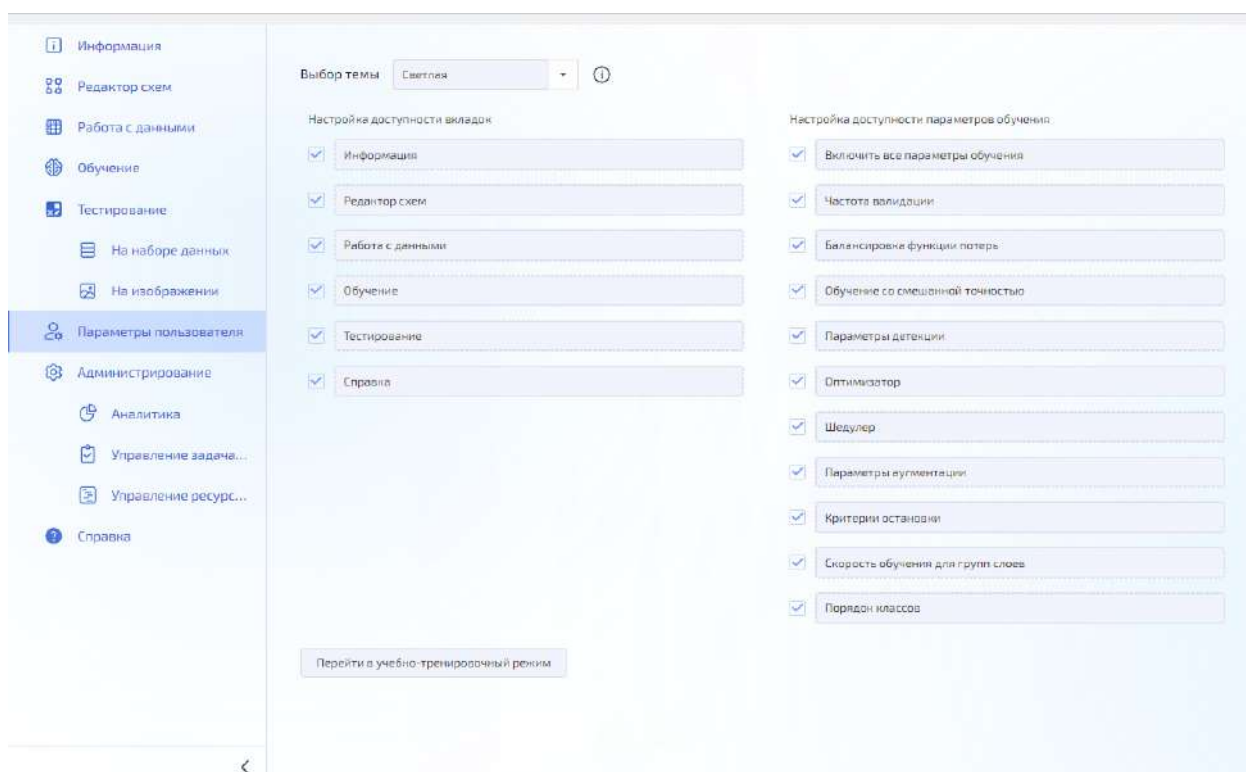 Информация
Редактор схем
Работа с данными
Обучение
Тестирование
На наборе данных
На изображении
Параметры пользователя
Администрирование
Аналитика
Управление задача...
Управление ресурс...
Справка
Выбор темы Светлая
Настройка доступности вкладок
Информация
Редактор схем
Работа с данными
Обучение
Тестирование
Справка
Настройка доступности параметров обучения
Включить все параметры обучения
Частота валидации
Балансировка функции потерь
Обучение со смешанной точностью
Параметры детекции
Оптимизатор
Шедулер
Параметры аугментации
Критерии остановки
Скорость обучения для групп слоев
Порядок классов
Перейти в учебно-тренировочный режим